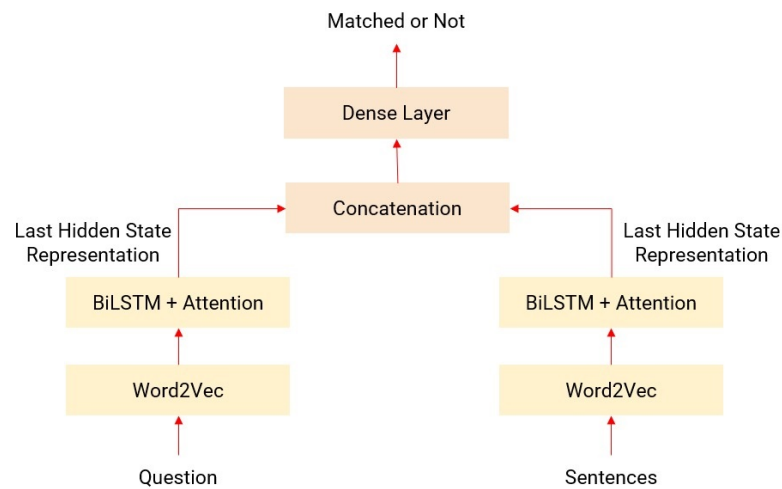 Matched or Not
Dense Layer
Concatenation
Last Hidden State
Representation
Last Hidden State
Representation
BiLSTM + Attention
BiLSTM + Attention
Word2Vec
Word2Vec
Question
Sentences